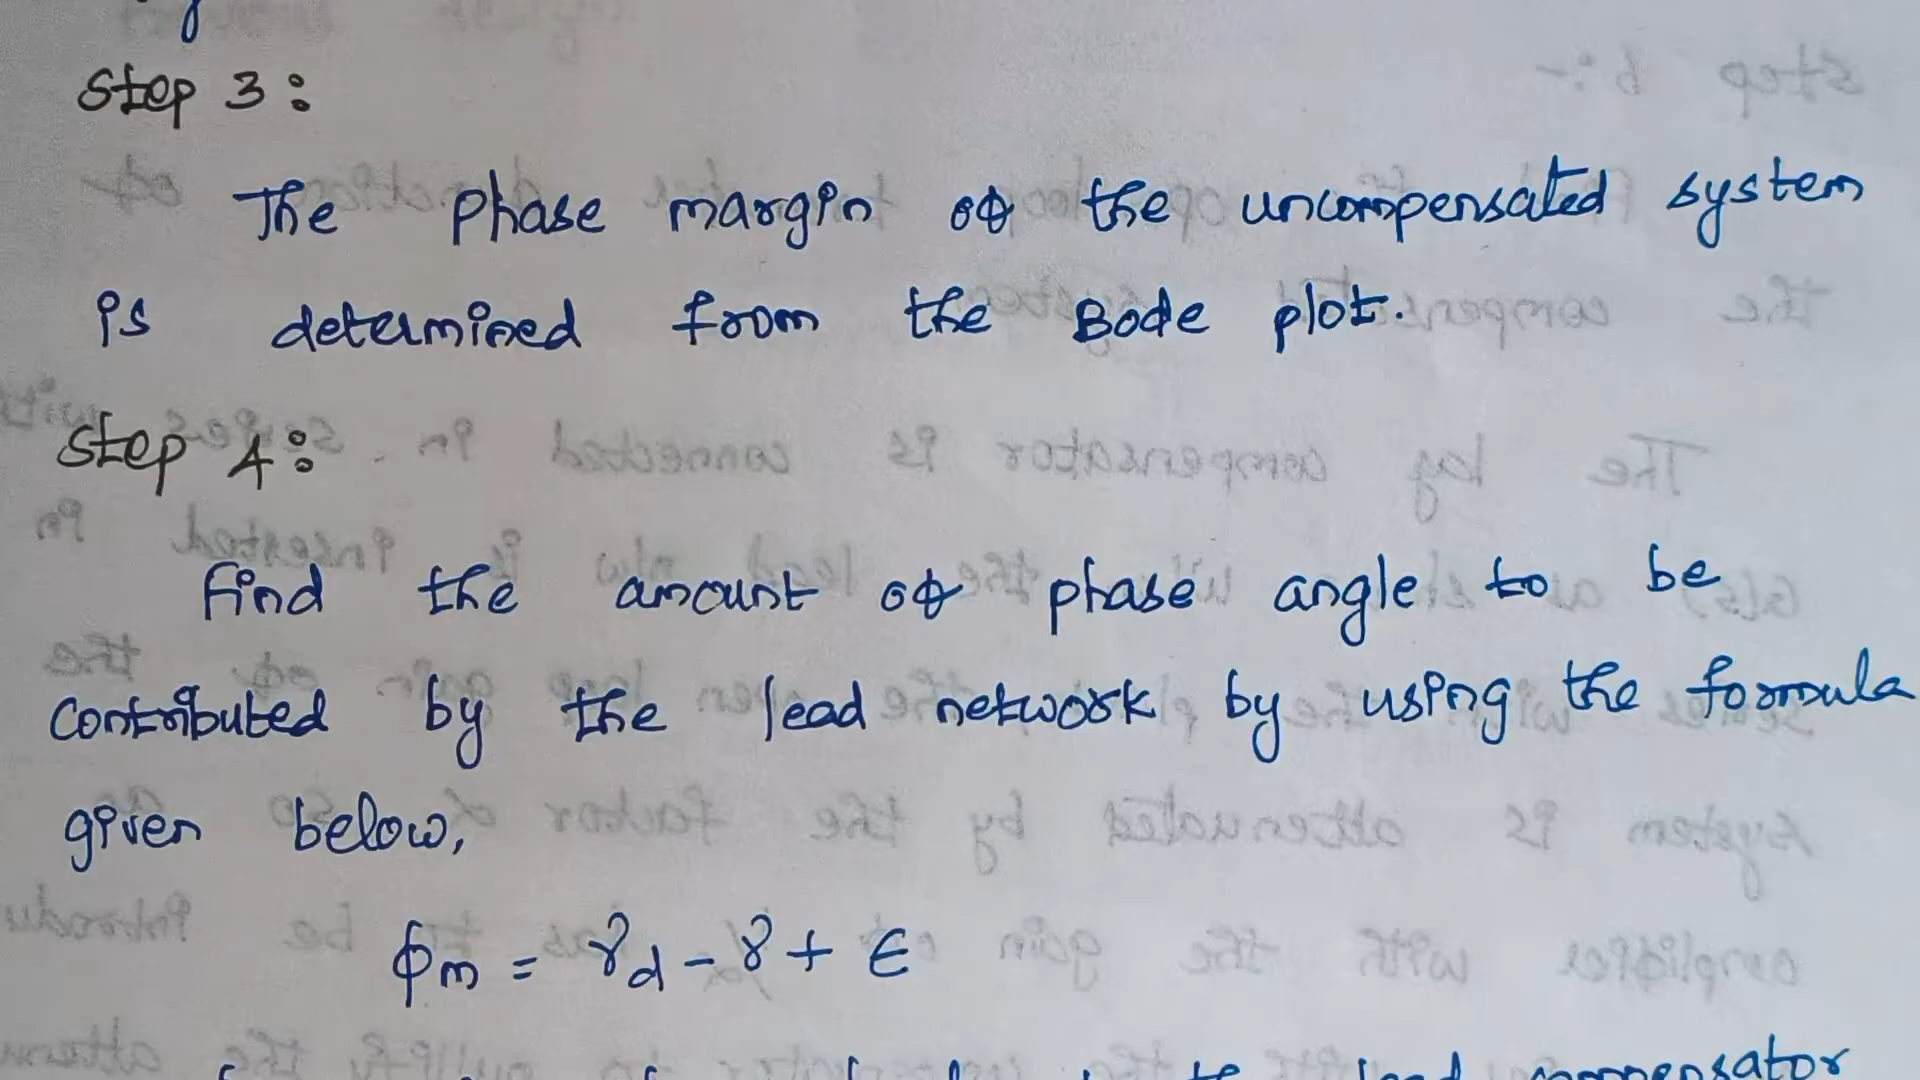 Step 3:
The phase margin of the uncompensated system
is determined from the Bode plot.
Step 4:
find the amount of phase angle to be
contributed by the lead network by using the formula
given below,
ϕm = γd - γ + ϵ
lead compensator